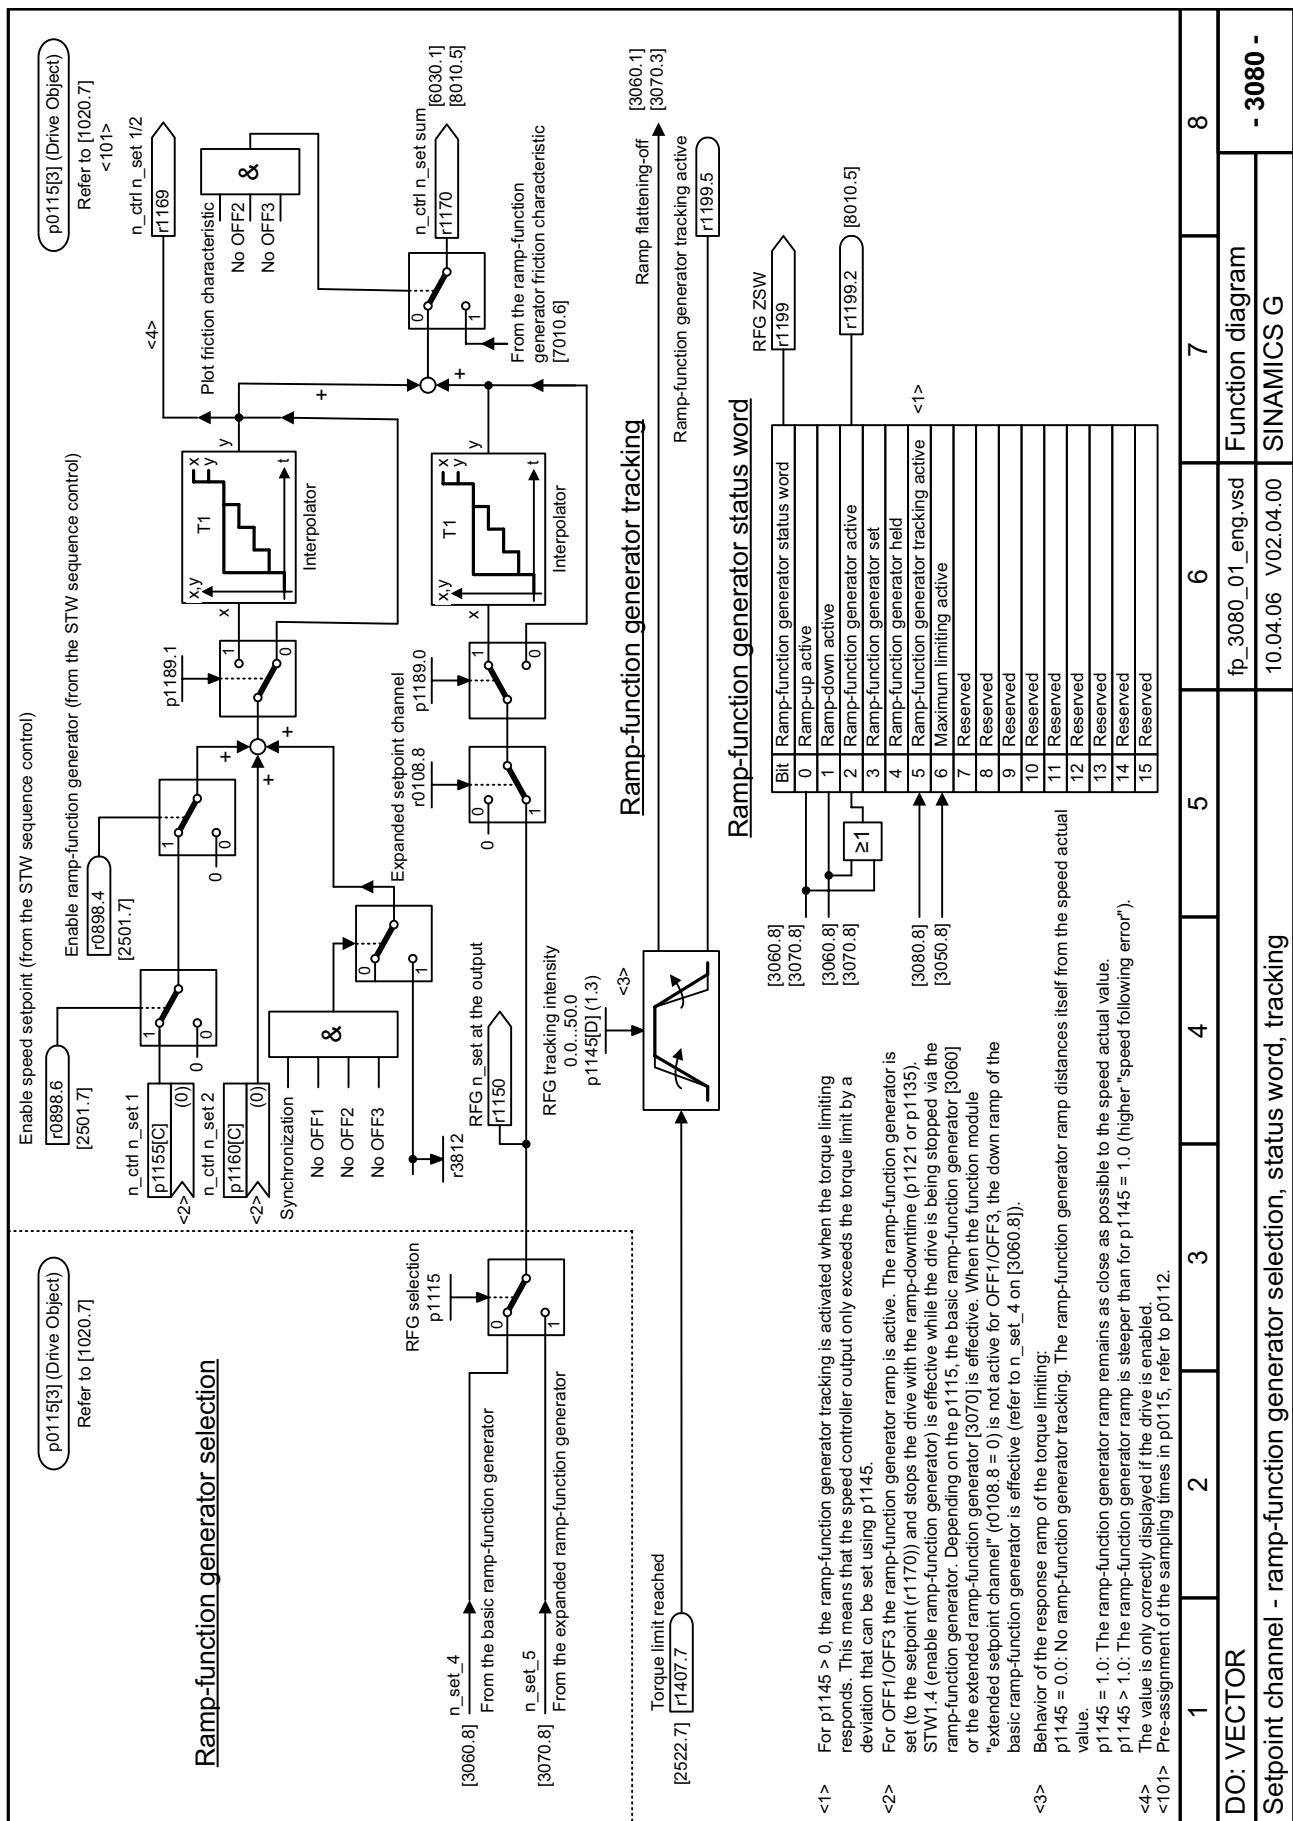 p0115[3] (Drive Object)
Refer to [1020.7]
Ramp-function generator selection
[3060.8]
n_set_4
From the basic ramp-function generator
[3070.8]
n_set_5
From the expanded ramp-function generator
RFG selection
p1115
0
1
Enable speed setpoint (from the STW sequence control)
r0898.6
[2501.7]
Enable ramp-function generator (from the STW sequence control)
r0898.4
[2501.7]
n_ctrl n_set 1
p1155[C]
(0)
<2>
n_ctrl n_set 2
p1160[C]
(0)
<2>
1
0
0
1
0
0
+
+
+
Synchronization
No OFF1
No OFF2
No OFF3
&
0
1
r3812
RFG n_set at the output
r1150
Expanded setpoint channel
r0108.8
0
0
1
p1189.1
1
0
p1189.0
1
0
x
x,y
T1
x
y
t
y
Interpolator
x
x,y
T1
x
y
t
y
Interpolator
+
+
<4>
n_ctrl n_set 1/2
r1169
p0115[3] (Drive Object)
Refer to [1020.7]
<101>
Plot friction characteristic
No OFF2
No OFF3
&
n_ctrl n_set sum
r1170
[6030.1]
[8010.5]
0
1
From the ramp-function
generator friction characteristic
[7010.6]
Ramp-function generator tracking
Torque limit reached
[2522.7]
r1407.7
RFG tracking intensity
0.0...50.0
p1145[D] (1.3)
<3>
Ramp flattening-off
[3060.1]
[3070.3]
Ramp-function generator tracking active
r1199.5
Ramp-function generator status word
RFG ZSW
r1199
r1199.2
[8010.5]
<1>
[3060.8]
[3070.8]
[3060.8]
[3070.8]
[3080.8]
[3050.8]
≥1
Bit Ramp-function generator status word
0 Ramp-up active
1 Ramp-down active
2 Ramp-function generator active
3 Ramp-function generator set
4 Ramp-function generator held
5 Ramp-function generator tracking active
6 Maximum limiting active
7 Reserved
8 Reserved
9 Reserved
10 Reserved
11 Reserved
12 Reserved
13 Reserved
14 Reserved
15 Reserved
<1> For p1145 > 0, the ramp-function generator tracking is activated when the torque limiting
responds. This means that the speed controller output only exceeds the torque limit by a
deviation that can be set using p1145.
<2> For OFF1/OFF3 the ramp-function generator ramp is active. The ramp-function generator is
set (to the setpoint (r1170)) and stops the drive with the ramp-downtime (p1121 or p1135).
STW1.4 (enable ramp-function generator) is effective while the drive is being stopped via the
ramp-function generator. Depending on the p1115, the basic ramp-function generator [3060]
or the extended ramp-function generator [3070] is effective. When the function module
"extended setpoint channel" (r0108.8 = 0) is not active for OFF1/OFF3, the down ramp of the
basic ramp-function generator is effective (refer to n_set_4 on [3060.8]).
<3> Behavior of the response ramp of the torque limiting:
p1145 = 0.0: No ramp-function generator tracking. The ramp-function generator ramp distances itself from the speed actual
value.
p1145 = 1.0: The ramp-function generator ramp remains as close as possible to the speed actual value.
p1145 > 1.0: The ramp-function generator ramp is steeper than for p1145 = 1.0 (higher "speed following error").
<4> The value is only correctly displayed if the drive is enabled.
<101> Pre-assignment of the sampling times in p0115, refer to p0112.
1 2 3 4 5 6 7 8
DO: VECTOR
fp_3080_01_eng.vsd
Function diagram
- 3080 -
Setpoint channel - ramp-function generator selection, status word, tracking
10.04.06 V02.04.00
SINAMICS G